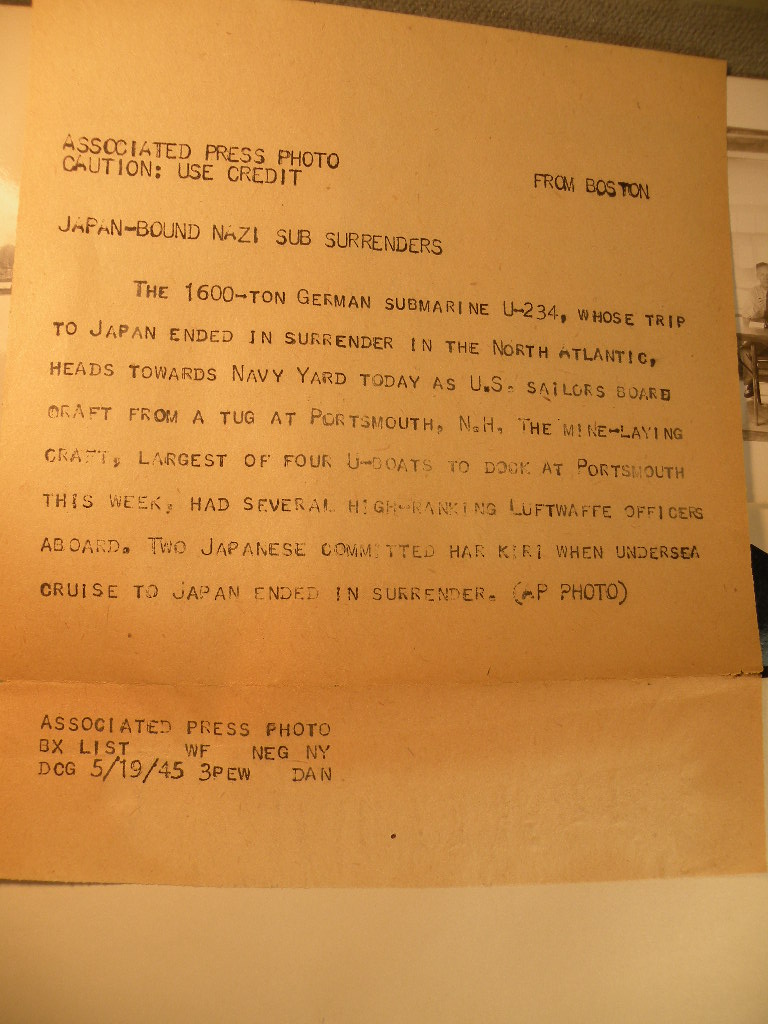 ASSOCIATED PRESS PHOTO
CAUTION: USE CREDIT
FROM BOSTON
JAPAN-BOUND NAZI SUB SURRENDERS
THE 1600-TON GERMAN SUBMARINE U-234, WHOSE TRIP
TO JAPAN ENDED IN SURRENDER IN THE NORTH ATLANTIC,
HEADS TOWARDS NAVY YARD TODAY AS U.S. SAILORS BOARD
CRAFT FROM A TUG AT PORTSMOUTH, N.H. THE MINE-LAYING
CRAFT, LARGEST OF FOUR U-BOATS TO DOCK AT PORTSMOUTH
THIS WEEK, HAD SEVERAL HIGH-RANKING LUFTWAFFE OFFICERS
ABOARD. TWO JAPANESE COMMITTED HAR KIRI WHEN UNDERSEA
CRUISE TO JAPAN ENDED IN SURRENDER. (AP PHOTO)
ASSOCIATED PRESS PHOTO
BX LIST WF NEG NY
DCG 5/19/45 3PEW DAN